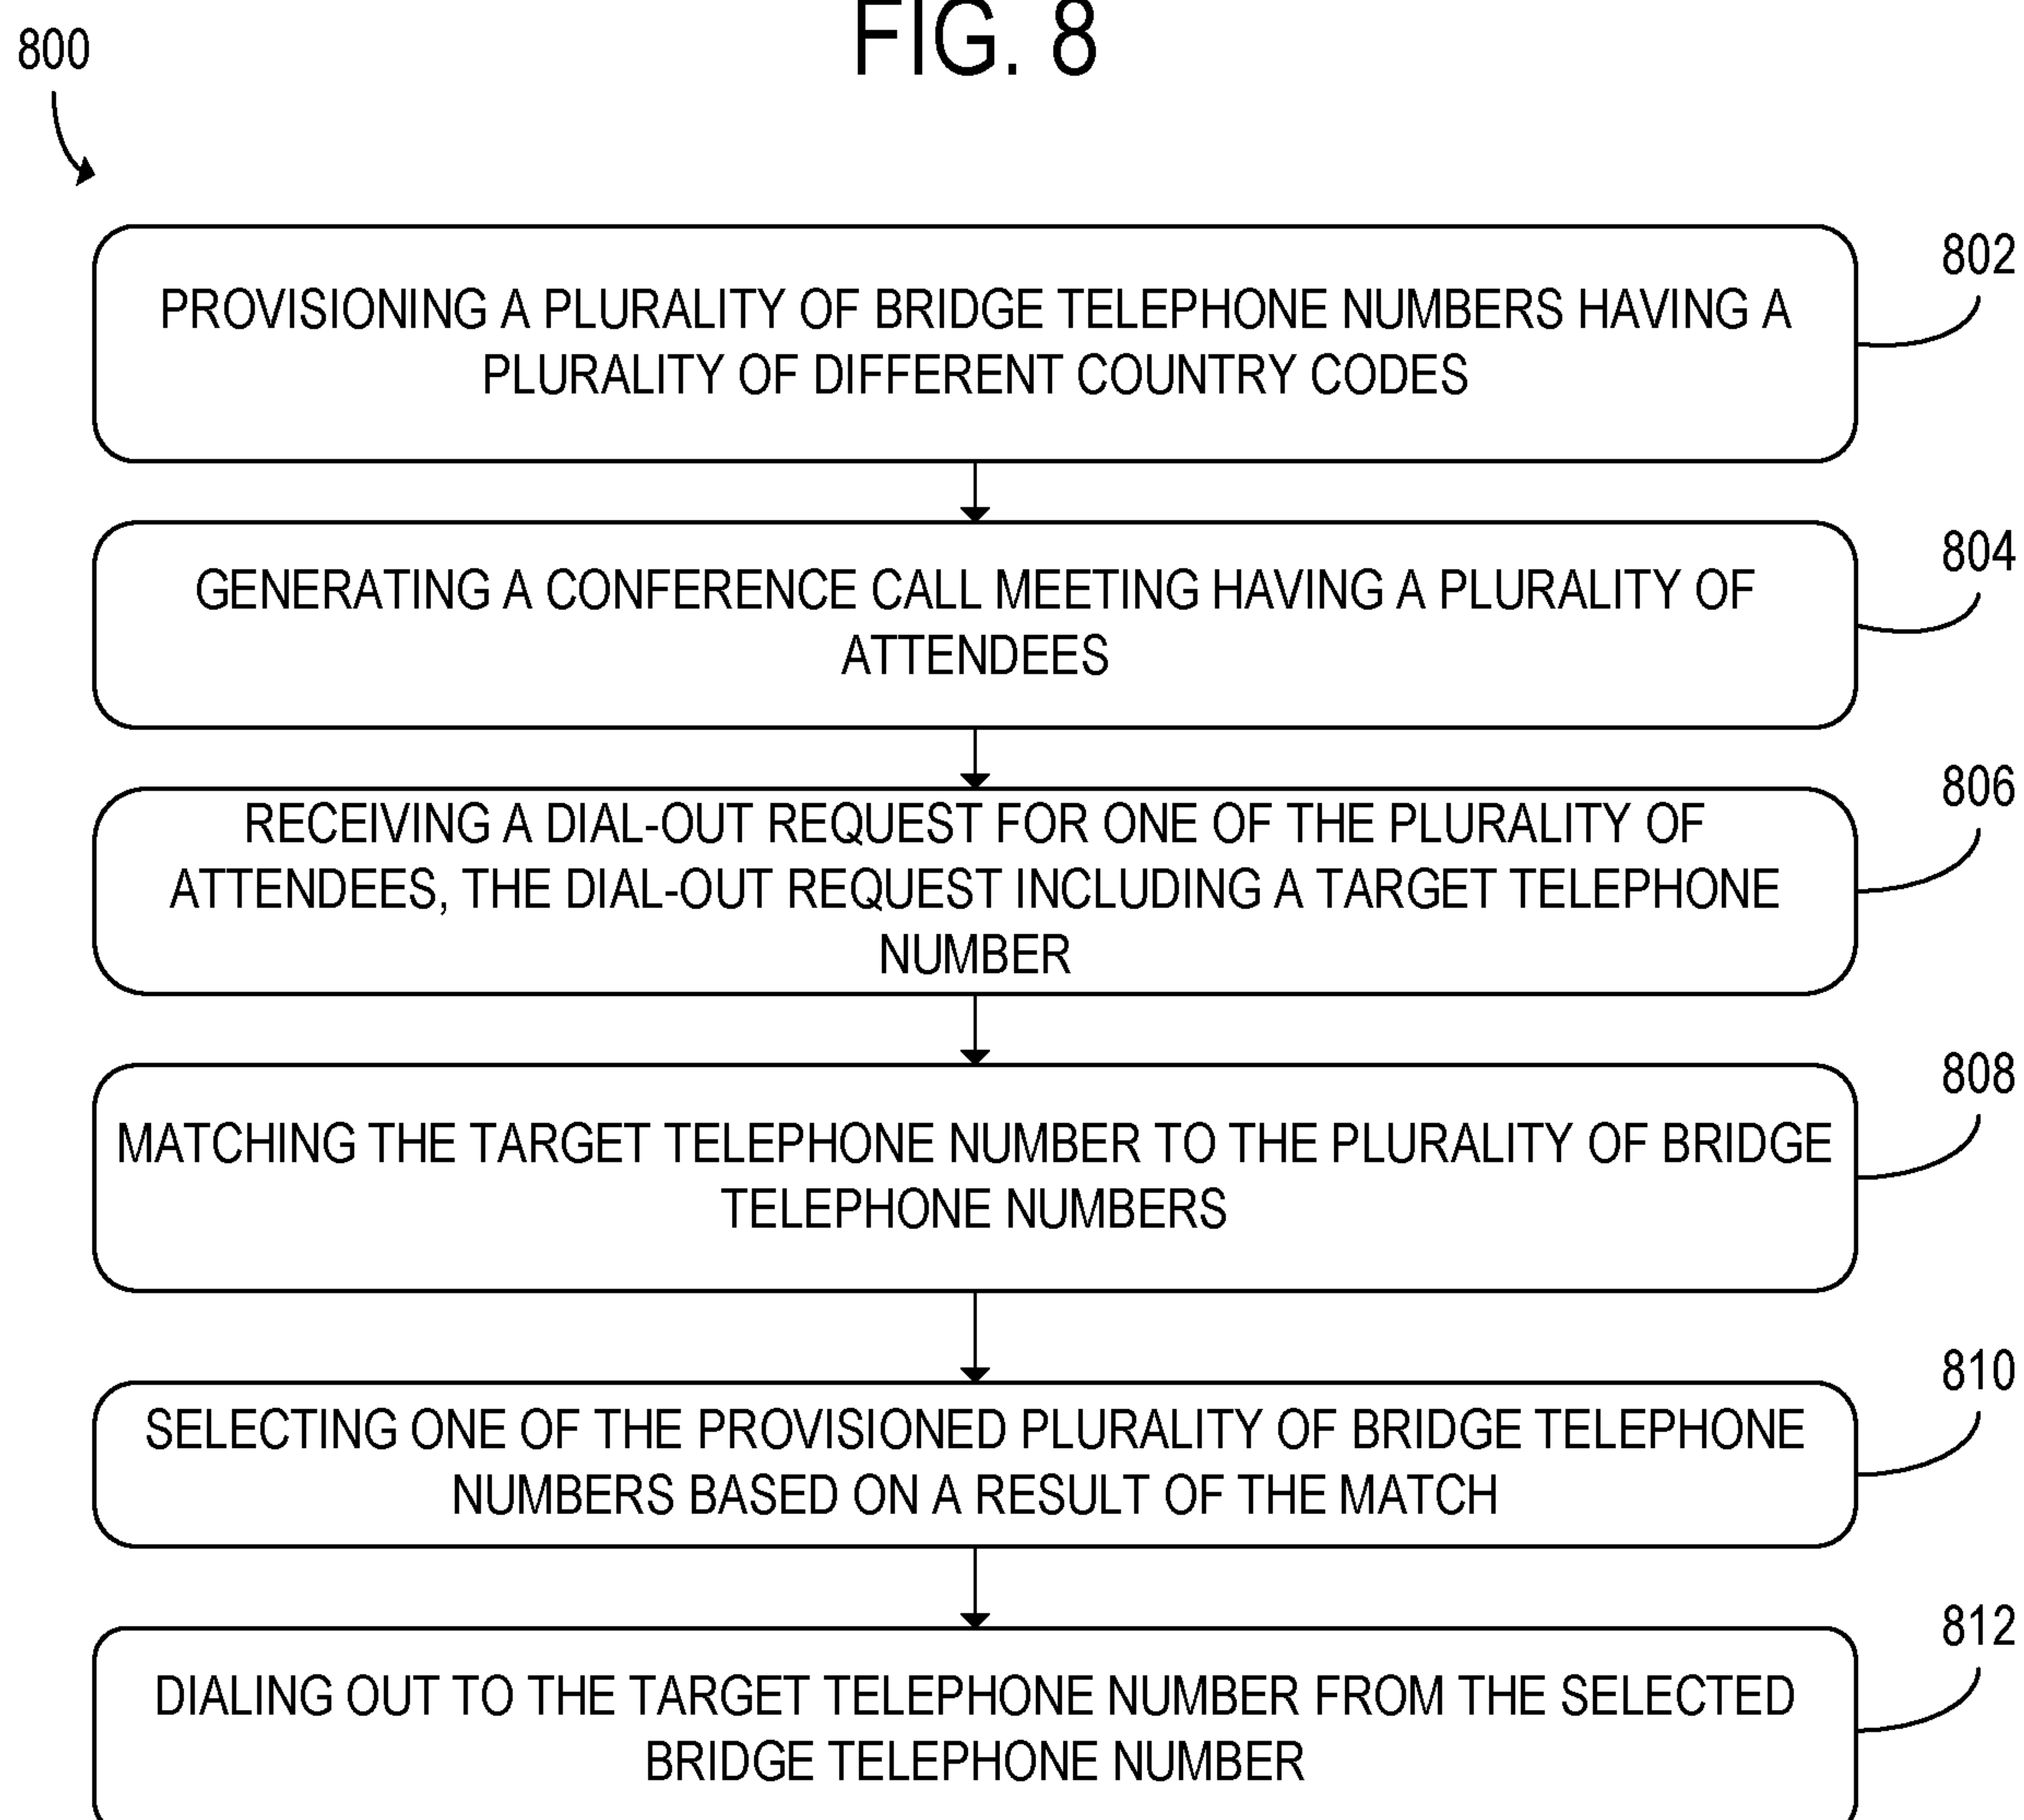 FIG. 8
800
PROVISIONING A PLURALITY OF BRIDGE TELEPHONE NUMBERS HAVING A
PLURALITY OF DIFFERENT COUNTRY CODES
802
GENERATING A CONFERENCE CALL MEETING HAVING A PLURALITY OF
ATTENDEES
804
RECEIVING A DIAL-OUT REQUEST FOR ONE OF THE PLURALITY OF
ATTENDEES, THE DIAL-OUT REQUEST INCLUDING A TARGET TELEPHONE
NUMBER
806
MATCHING THE TARGET TELEPHONE NUMBER TO THE PLURALITY OF BRIDGE
TELEPHONE NUMBERS
808
SELECTING ONE OF THE PROVISIONED PLURALITY OF BRIDGE TELEPHONE
NUMBERS BASED ON A RESULT OF THE MATCH
810
DIALING OUT TO THE TARGET TELEPHONE NUMBER FROM THE SELECTED
BRIDGE TELEPHONE NUMBER
812